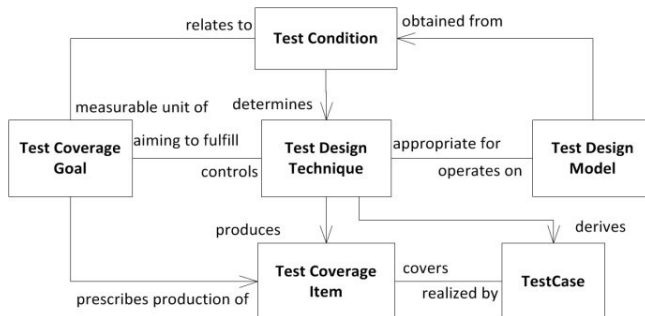 relates to
obtained from
Test Condition
measurable unit of
determines
Test Coverage
Goal
aiming to fulfill
controls
Test Design
Technique
appropriate for
operates on
Test Design
Model
produces
derives
prescribes production of
Test Coverage
Item
covers
realized by
TestCase